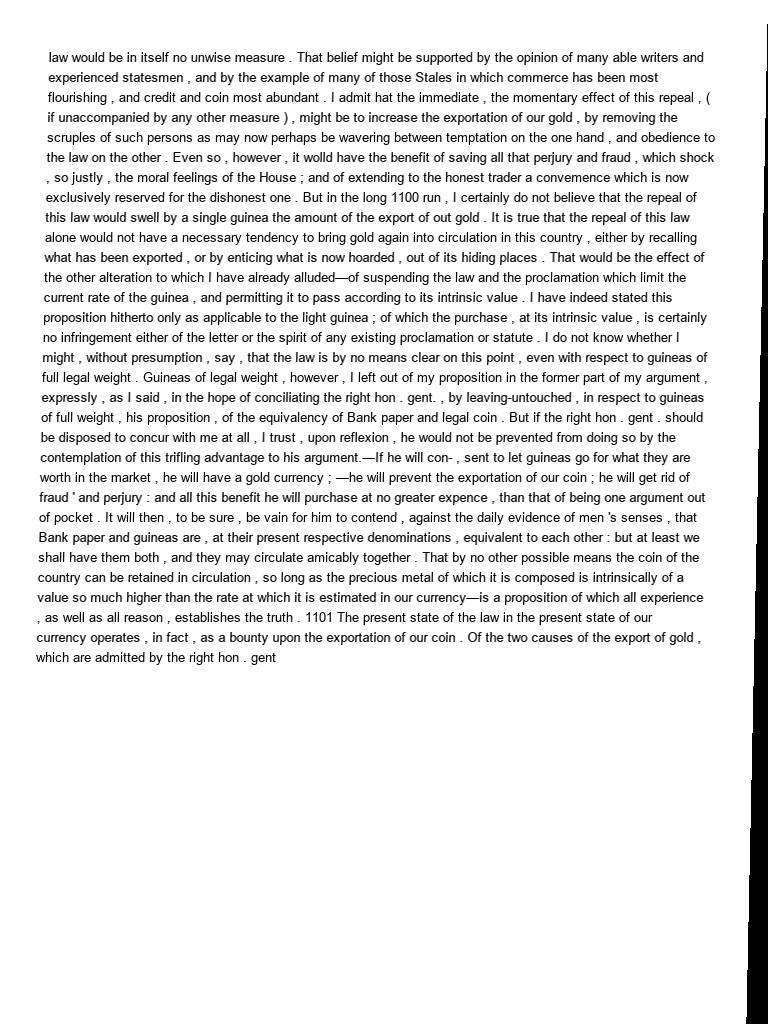 law would be in itself no unwise measure . That belief might be supported by the opinion of many able writers and
experienced statesmen , and by the example of many of those Stales in which commerce has been most
flourishing , and credit and coin most abundant . I admit hat the immediate , the momentary effect of this repeal , (
if unaccompanied by any other measure ) , might be to increase the exportation of our gold , by removing the
scruples of such persons as may now perhaps be wavering between temptation on the one hand , and obedience to
the law on the other . Even so , however , it wolld have the benefit of saving all that perjury and fraud , which shock
, so justly , the moral feelings of the House ; and of extending to the honest trader a convemence which is now
exclusively reserved for the dishonest one . But in the long 1100 run , I certainly do not believe that the repeal of
this law would swell by a single guinea the amount of the export of out gold . It is true that the repeal of this law
alone would not have a necessary tendency to bring gold again into circulation in this country , either by recalling
what has been exported , or by enticing what is now hoarded , out of its hiding places . That would be the effect of
the other alteration to which I have already alluded—of suspending the law and the proclamation which limit the
current rate of the guinea , and permitting it to pass according to its intrinsic value . I have indeed stated this
proposition hitherto only as applicable to the light guinea ; of which the purchase , at its intrinsic value , is certainly
no infringement either of the letter or the spirit of any existing proclamation or statute . I do not know whether I
might , without presumption , say , that the law is by no means clear on this point , even with respect to guineas of
full legal weight . Guineas of legal weight , however , I left out of my proposition in the former part of my argument ,
expressly , as I said , in the hope of conciliating the right hon . gent. , by leaving-untouched , in respect to guineas
of full weight , his proposition , of the equivalency of Bank paper and legal coin . But if the right hon . gent . should
be disposed to concur with me at all , I trust , upon reflexion , he would not be prevented from doing so by the
contemplation of this trifling advantage to his argument.—If he will con- , sent to let guineas go for what they are
worth in the market , he will have a gold currency ; —he will prevent the exportation of our coin ; he will get rid of
fraud ' and perjury : and all this benefit he will purchase at no greater expence , than that of being one argument out
of pocket . It will then , to be sure , be vain for him to contend , against the daily evidence of men 's senses , that
Bank paper and guineas are , at their present respective denominations , equivalent to each other : but at least we
shall have them both , and they may circulate amicably together . That by no other possible means the coin of the
country can be retained in circulation , so long as the precious metal of which it is composed is intrinsically of a
value so much higher than the rate at which it is estimated in our currency—is a proposition of which all experience
, as well as all reason , establishes the truth . 1101 The present state of the law in the present state of our
currency operates , in fact , as a bounty upon the exportation of our coin . Of the two causes of the export of gold ,
which are admitted by the right hon . gent